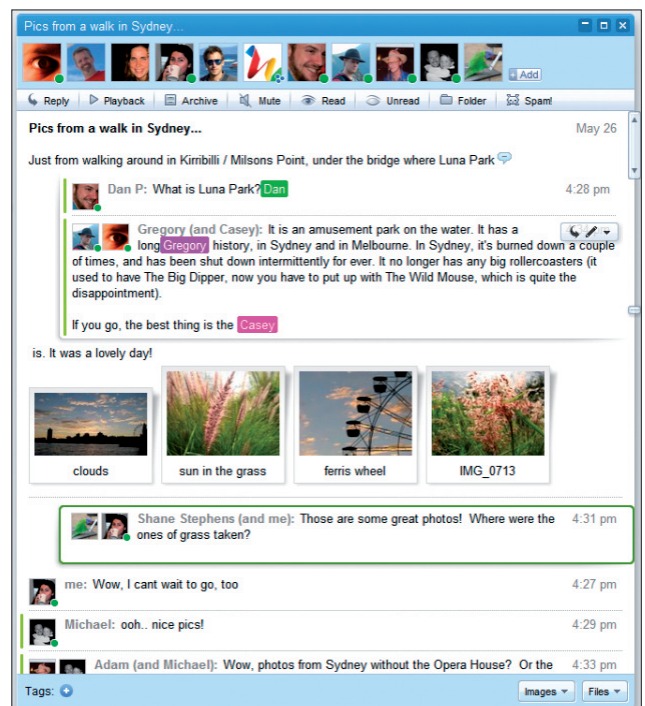 Pics from a walk in Sydney...
Add
Reply Playback Archive Mute Read Unread Folder Spam!
Pics from a walk in Sydney... May 26
Just from walking around in Kirribilli / Milsons Point, under the bridge where Luna Park
Dan P: What is Luna Park? Dan 4:28 pm
Gregory (and Casey): It is an amusement park on the water. It has a
long Gregory history, in Sydney and in Melbourne. In Sydney, it's burned down a couple
of times, and has been shut down intermittently for ever. It no longer has any big rollercoasters (it
used to have The Big Dipper, now you have to put up with The Wild Mouse, which is quite the
disappointment).
If you go, the best thing is the Casey
is. It was a lovely day!
clouds sun in the grass ferris wheel IMG_0713
Shane Stephens (and me): Those are some great photos! Where were the 4:31 pm
ones of grass taken?
me: Wow, I cant wait to go, too 4:27 pm
Michael: ooh.. nice pics! 4:29 pm
Adam (and Michael): Wow, photos from Sydney without the Opera House? Or the 4:33 pm
Tags: Images Files